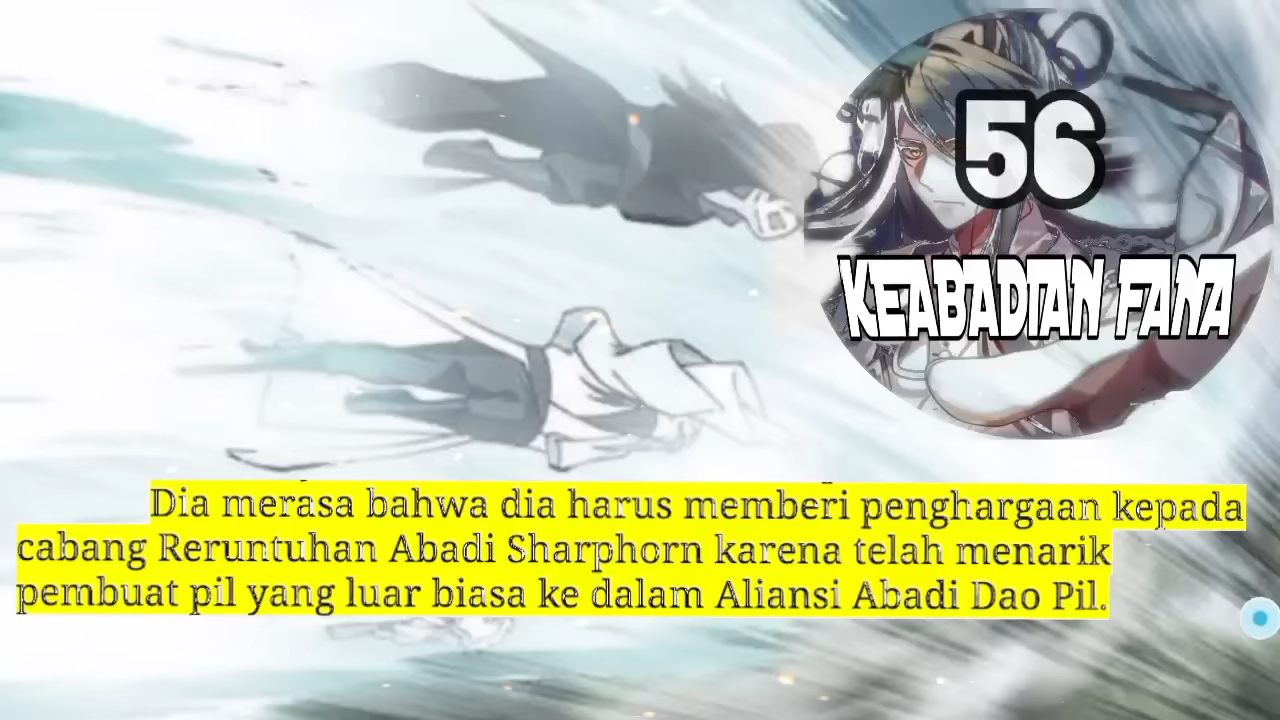 56
KEABADIAN FANA
Dia merasa bahwa dia harus memberi penghargaan kepada
cabang Reruntuhan Abadi Sharphorn karena telah menarik
pembuat pil yang luar biasa ke dalam Aliansi Abadi Dao Pil.